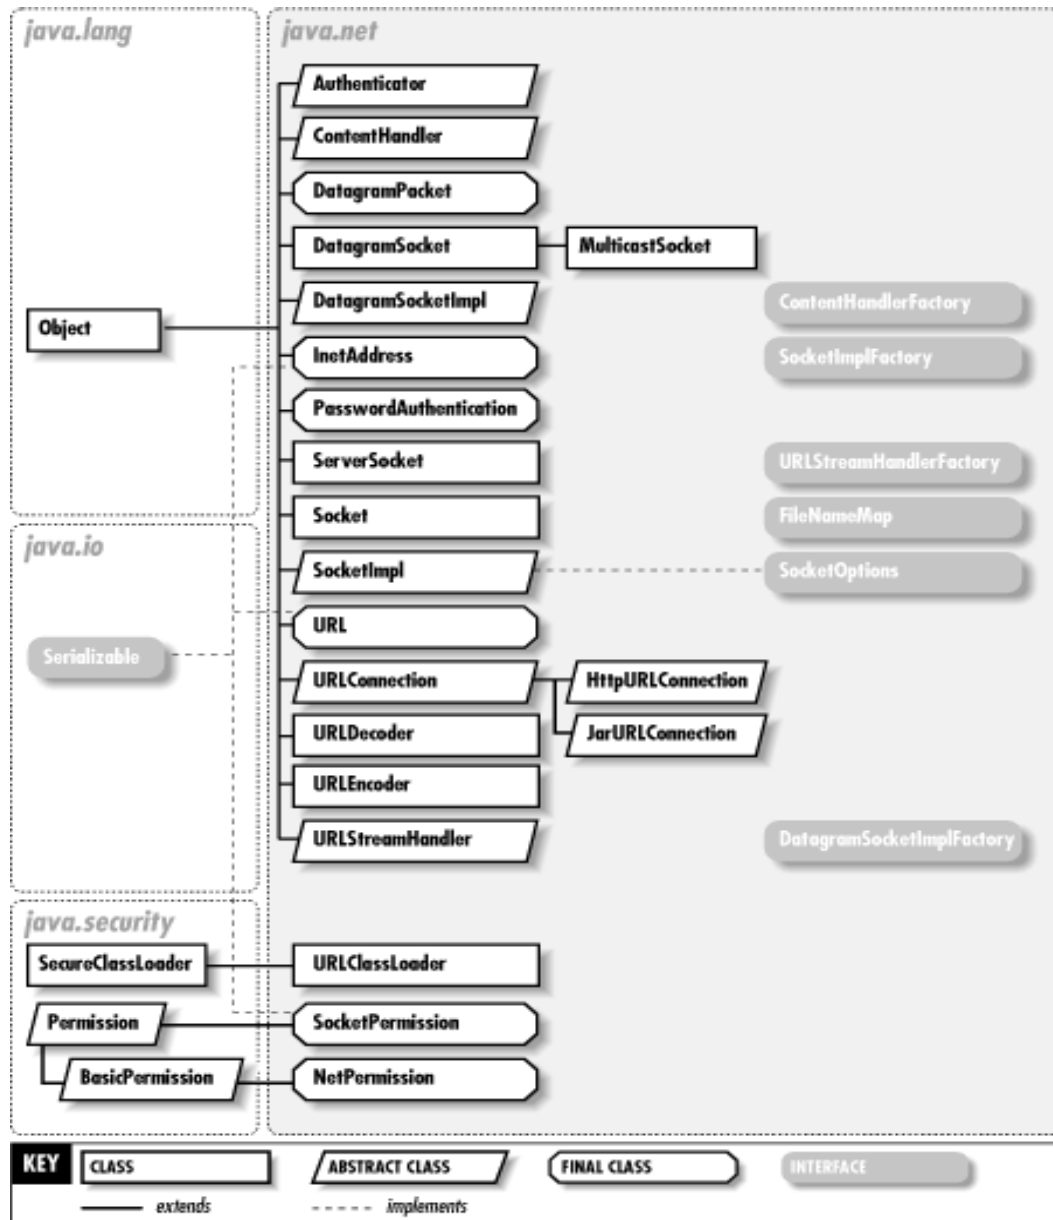 java.lang
java.net
Authenticator
ContentHandler
DatagramPacket
DatagramSocket
MulticastSocket
DatagramSocketImpl
ContentHandlerFactory
Object
InetAddress
SocketImplFactory
PasswordAuthentication
ServerSocket
URLStreamHandlerFactory
Socket
FileNameMap
java.io
SocketImpl
SocketOptions
URL
Serializable
URLConnection
HttpURLConnection
URLDecoder
JarURLConnection
URLEncoder
URLStreamHandler
DatagramSocketImplFactory
java.security
SecureClassLoader
URLClassLoader
Permission
SocketPermission
BasicPermission
NetPermission
KEY
CLASS
ABSTRACT CLASS
FINAL CLASS
INTERFACE
extends
implements